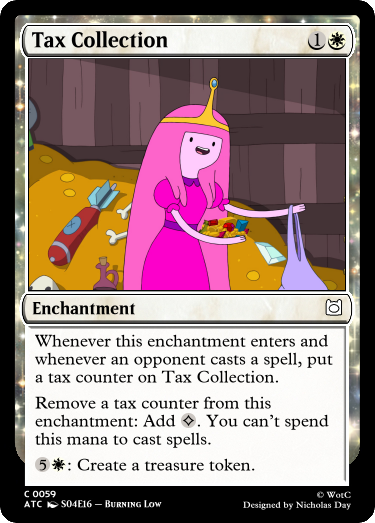 Tax Collection 1
Enchantment
Whenever this enchantment enters and
whenever an opponent casts a spell, put
a tax counter on Tax Collection.
Remove a tax counter from this
enchantment: Add . You can't spend
this mana to cast spells.
5: Create a treasure token.
C 0059
ATC S04E16 – Burning Low
© WotC
Designed by Nicholas Day